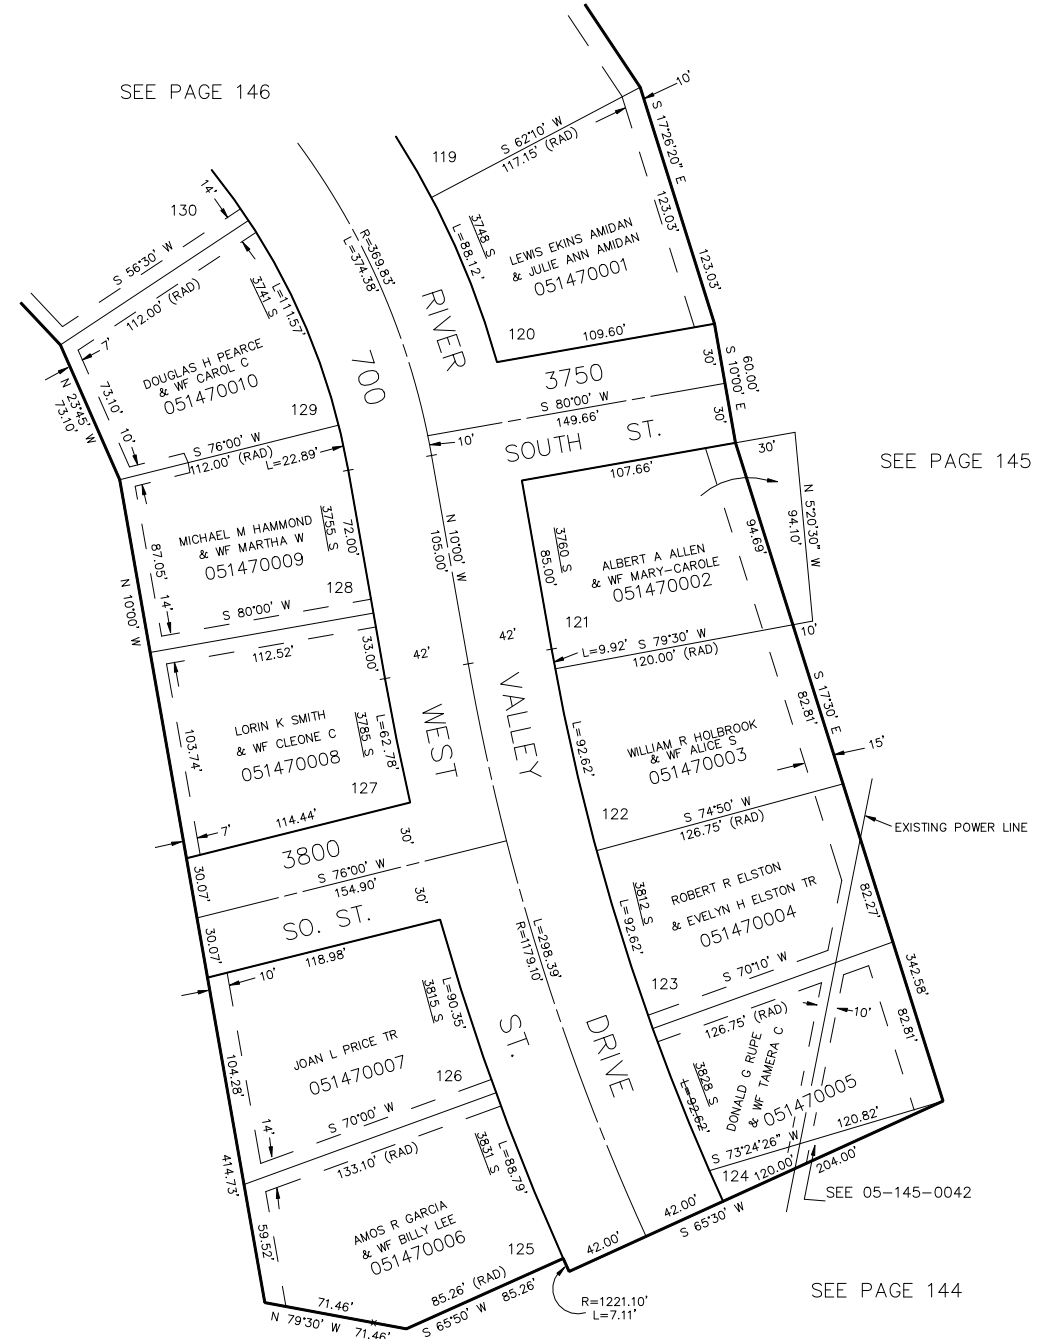 SEE PAGE 146
10'
S 17°26'20" E
119
S 62°10' W
117.15' (RAD)
14'
130
123.03'
3748 S
L=88.12'
LEWIS EKINS AMIDAN
& JULIE ANN AMIDAN
051470001
123.03'
S 56°30' W
112.00' (RAD)
R=369.83'
L=374.38'
L=111.57'
3741 S
RIVER
120
109.60'
7'
DOUGLAS H PEARCE
& WF CAROL C
051470010
700
3750
30'
S 10°00' E
60.00'
N 23°45' W
73.10'
73.10'
10'
129
S 80°00' W
149.66'
30'
S 76°00' W
112.00' (RAD)
L=22.89'
10'
SOUTH ST.
30'
SEE PAGE 145
107.66'
MICHAEL M HAMMOND
& WF MARTHA W
051470009
3755 S
72.00'
87.05'
14'
N 10°00' W
105.00'
3760 S
85.00'
ALBERT A ALLEN
& WF MARY-CAROLE
051470002
94.69'
N 5°20'30" W
94.10'
N 10°00' W
S 80°00' W
128
121
112.52'
33.00'
42'
42'
L=9.92'
S 79°30' W
120.00' (RAD)
10'
LORIN K SMITH
& WF CLEONE C
051470008
3785 S
L=62.78'
103.74'
WEST
VALLEY
L=92.62'
WILLIAM R HOLBROOK
& WF ALICE S
051470003
82.81'
S 17°30' E
15'
127
7'
114.44'
122
S 74°50' W
126.75' (RAD)
EXISTING POWER LINE
3800
30'
30.07'
S 76°00' W
154.90'
30'
SO. ST.
3812 S
L=92.62'
ROBERT R ELSTON
& EVELYN H ELSTON TR
051470004
82.27'
30.07'
118.98'
10'
L=298.39'
R=1179.10'
123
S 70°10' W
342.58'
3815 S
L=90.35'
126.75' (RAD)
10'
82.81'
JOAN L PRICE TR
051470007
104.28'
ST.
DRIVE
DONALD G RUPE
& WF TAMERA C
051470005
3828 S
L=92.62'
126
14'
S 70°00' W
133.10' (RAD)
120.82'
S 73°24'26" W
414.73'
3831 S
L=88.79'
124
120.00'
204.00'
SEE 05-145-0042
59.52'
AMOS R GARCIA
& WF BILLY LEE
051470006
42.00'
S 65°30' W
125
42.00'
85.26' (RAD)
71.46'
N 79°30' W
71.46'
S 65°50' W
85.26'
R=1221.10'
L=7.11'
SEE PAGE 144